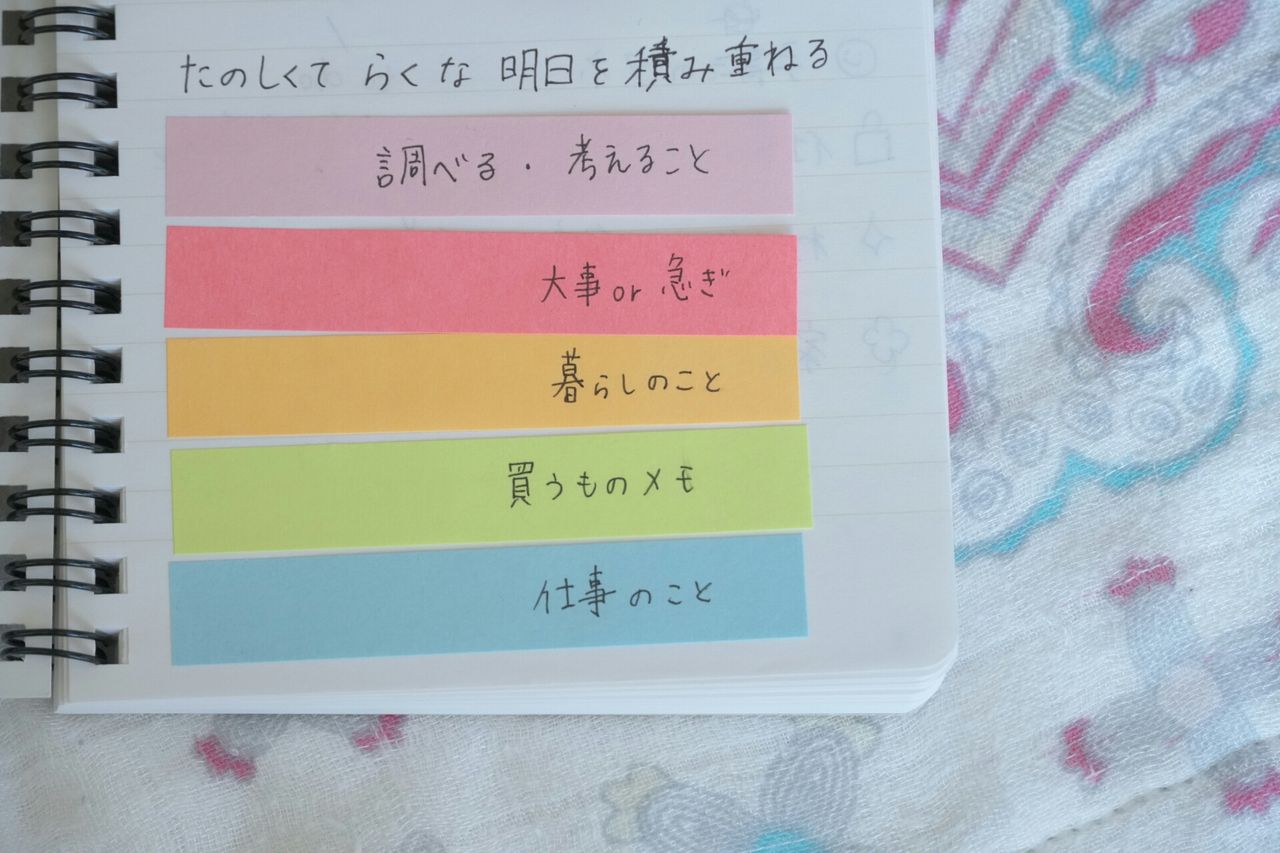 たのしくて らくな 明日を積み重ねる
調べる・考えること
大事or急ぎ
暮らしのこと
買うものメモ
仕事のこと